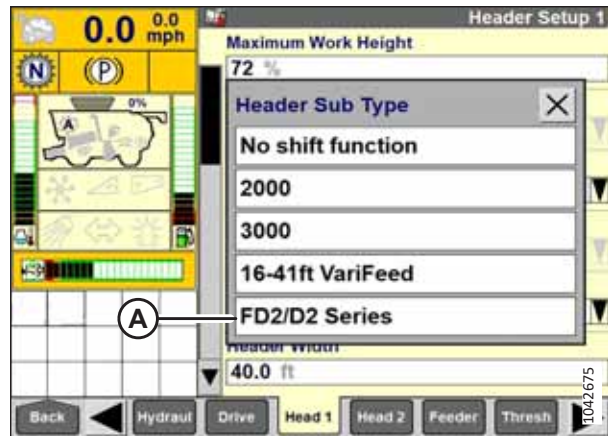 0.0
0.0
mph
Header Setup 1
N
(P)
Maximum Work Height
72 %
0%
A
Header Sub Type
No shift function
2000
3000
16-41ft VariFeed
FD2/D2 Series
A
Header Width
40.0 ft
1042675
Back
Hydraul
Drive
Head 1
Head 2
Feeder
Thresh